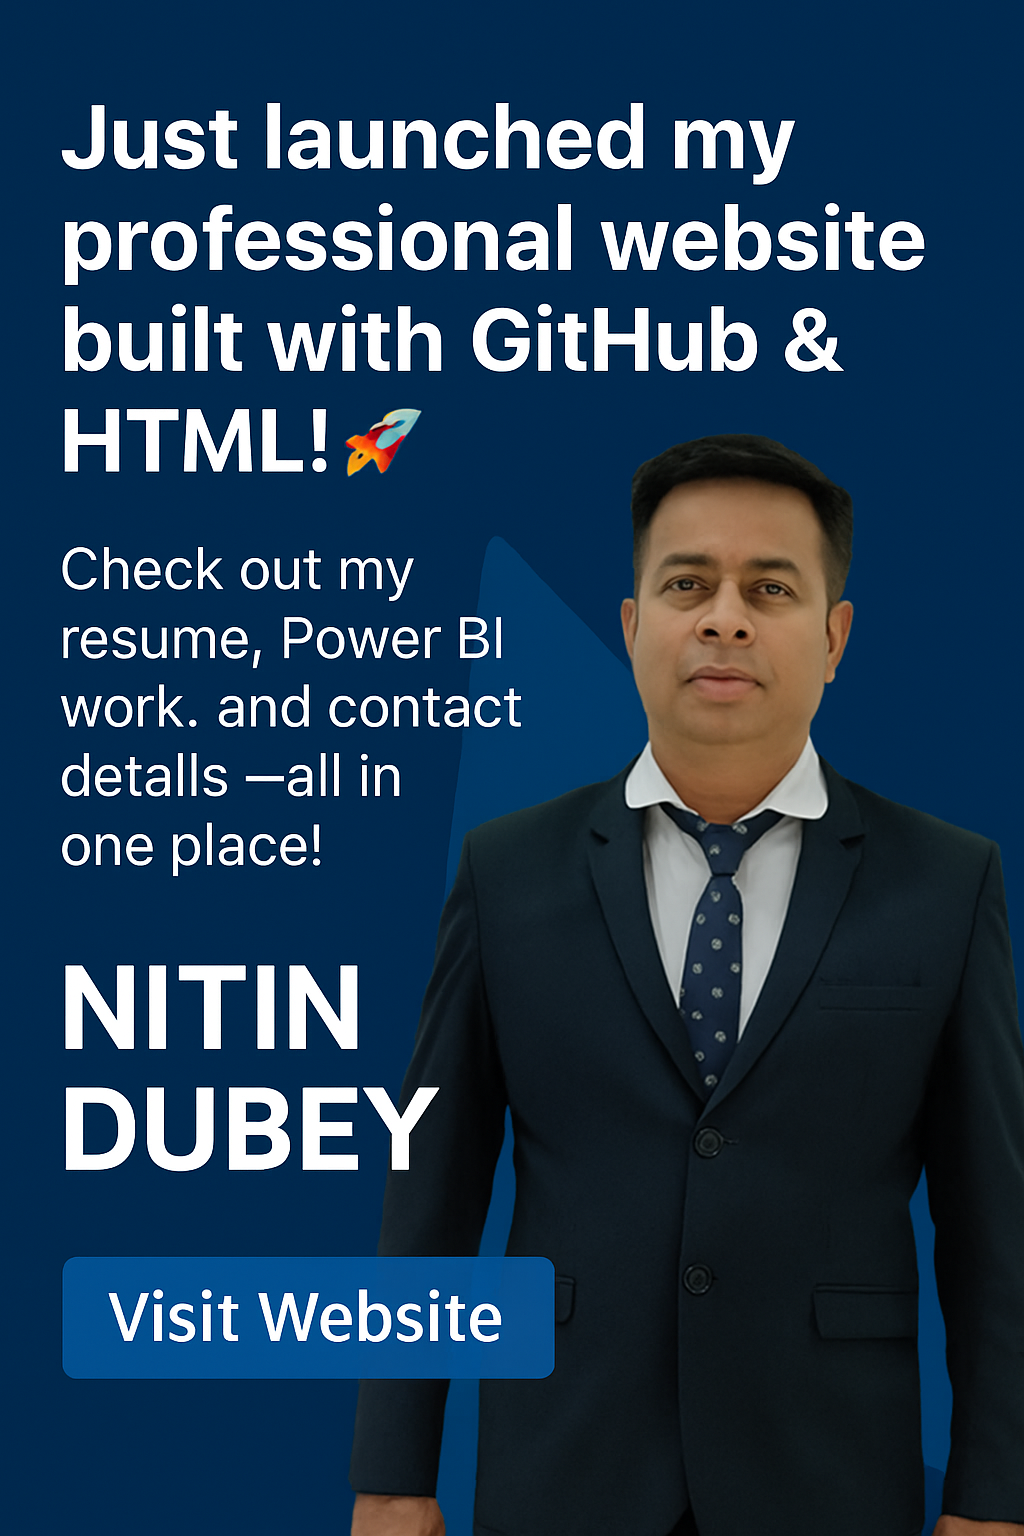 Just launched my
professional website
built with GitHub &
HTML!🚀
Check out my
resume, Power BI
work. and contact
detalls —all in
one place!
NITIN
DUBEY
Visit Website